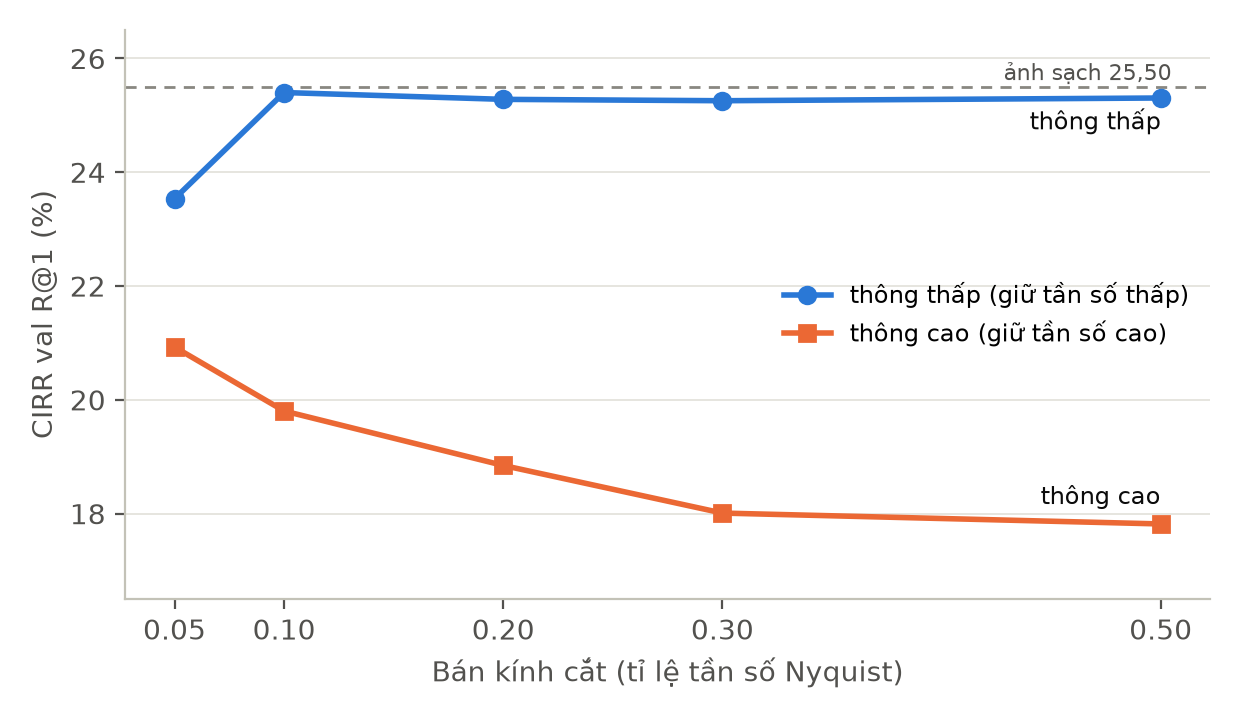 26
24
22
20
18
CIRR val R@1 (%)
ảnh sạch 25,50
thông thấp
thông thấp (giữ tần số thấp)
thông cao (giữ tần số cao)
thông cao
0.05
0.10
0.20
0.30
0.50
Bán kính cắt (tỉ lệ tần số Nyquist)